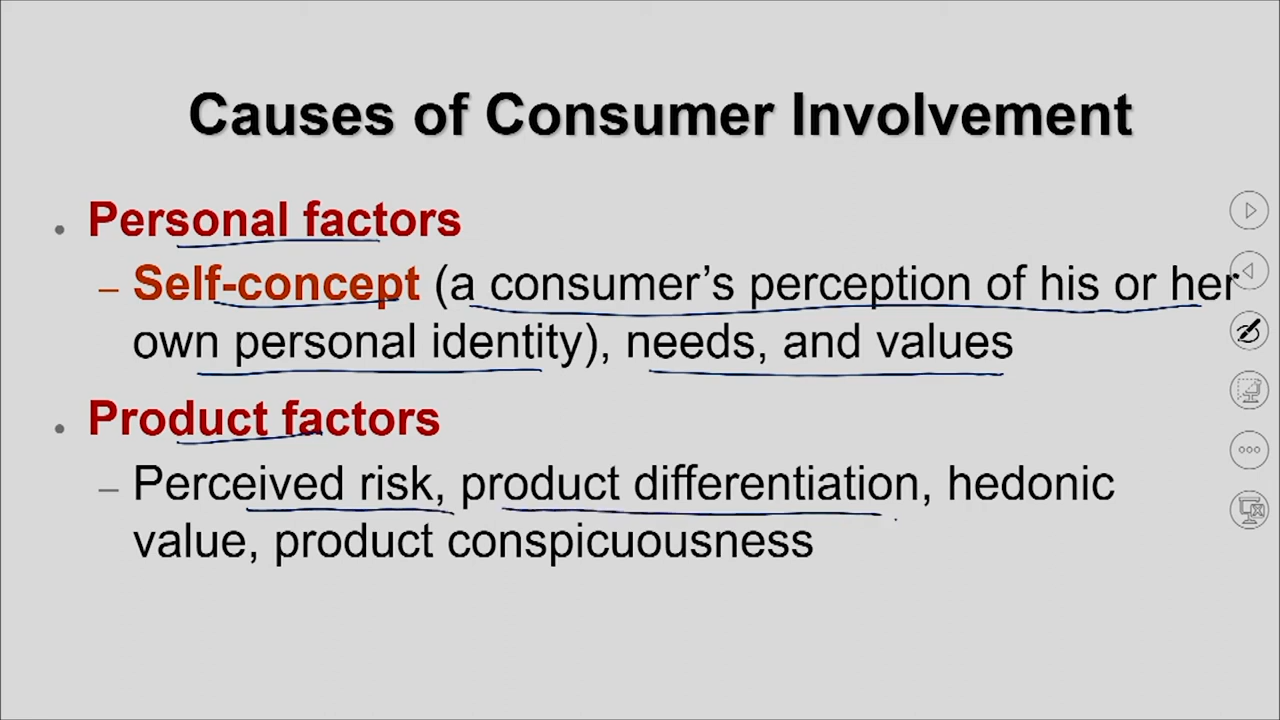 Causes of Consumer Involvement
• Personal factors
– Self-concept (a consumer’s perception of his or her
own personal identity), needs, and values
• Product factors
– Perceived risk, product differentiation, hedonic
value, product conspicuousness